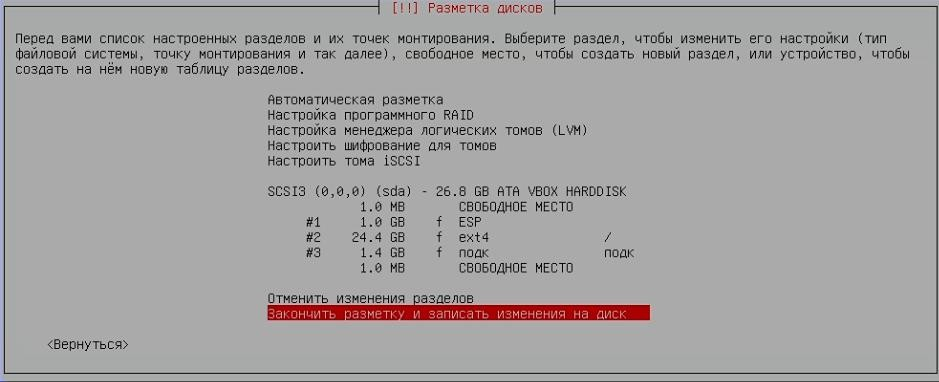 [!!] Разметка дисков
Перед вами список настроенных разделов и их точек монтирования. Выберите раздел, чтобы изменить его настройки (тип
файловой системы, точку монтирования и так далее), свободное место, чтобы создать новый раздел, или устройство, чтобы
создать на нём новую таблицу разделов.
Автоматическая разметка
Настройка программного RAID
Настройка менеджера логических томов (LVM)
Настроить шифрование для томов
Настроить тома iSCSI
SCSI3 (0,0,0) (sda) - 26.8 GB ATA VBOX HARDDISK
1.0 MB СВОБОДНОЕ МЕСТО
#1 1.0 GB f ESP
#2 24.4 GB f ext4 /
#3 1.4 GB f подк подк
1.0 MB СВОБОДНОЕ МЕСТО
Отменить изменения разделов
Закончить разметку и записать изменения на диск
<Вернуться>